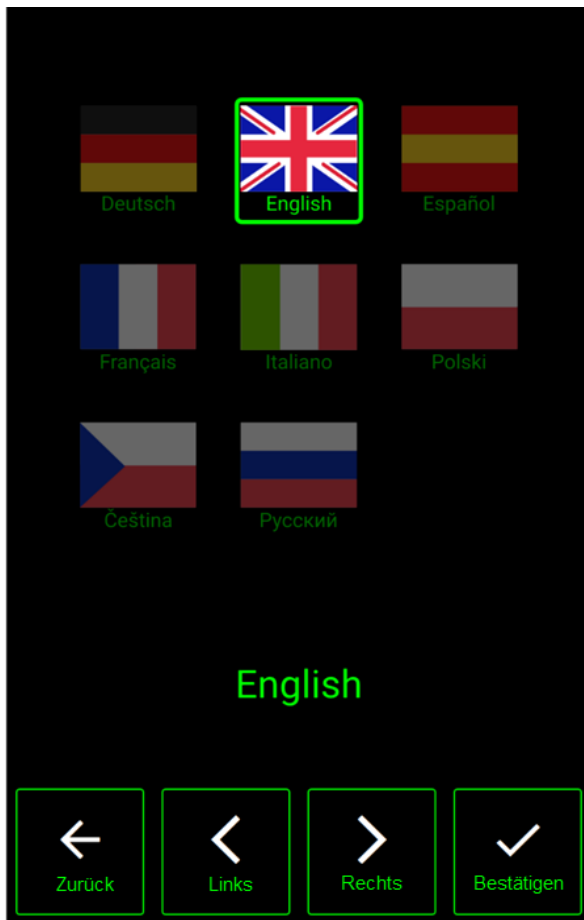 Deutsch English Español
Français Italiano Polski
Čeština Русский
English
Zurück Links Rechts Bestätigen